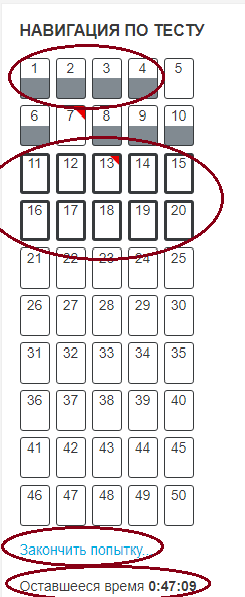 НАВИГАЦИЯ ПО ТЕСТУ
1 2 3 4 5
6 7 8 9 10
11 12 13 14 15
16 17 18 19 20
21 22 23 24 25
26 27 28 29 30
31 32 33 34 35
36 37 38 39 40
41 42 43 44 45
46 47 48 49 50
Закончить попытку...
Оставшееся время 0:47:09